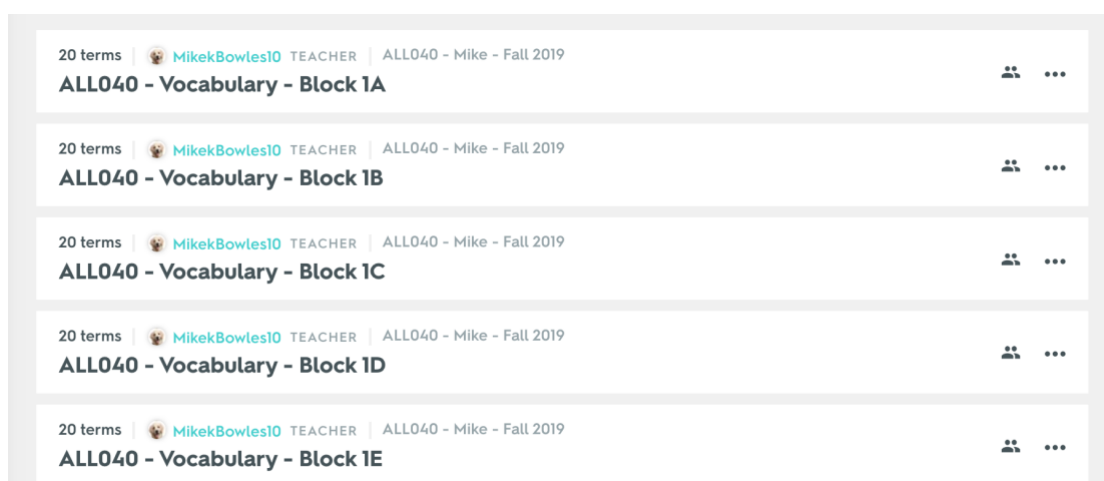 20 terms MikekBowles10 TEACHER ALL040 - Mike - Fall 2019
ALL040 - Vocabulary - Block 1A
20 terms MikekBowles10 TEACHER ALL040 - Mike - Fall 2019
ALL040 - Vocabulary - Block 1B
20 terms MikekBowles10 TEACHER ALL040 - Mike - Fall 2019
ALL040 - Vocabulary - Block 1C
20 terms MikekBowles10 TEACHER ALL040 - Mike - Fall 2019
ALL040 - Vocabulary - Block 1D
20 terms MikekBowles10 TEACHER ALL040 - Mike - Fall 2019
ALL040 - Vocabulary - Block 1E